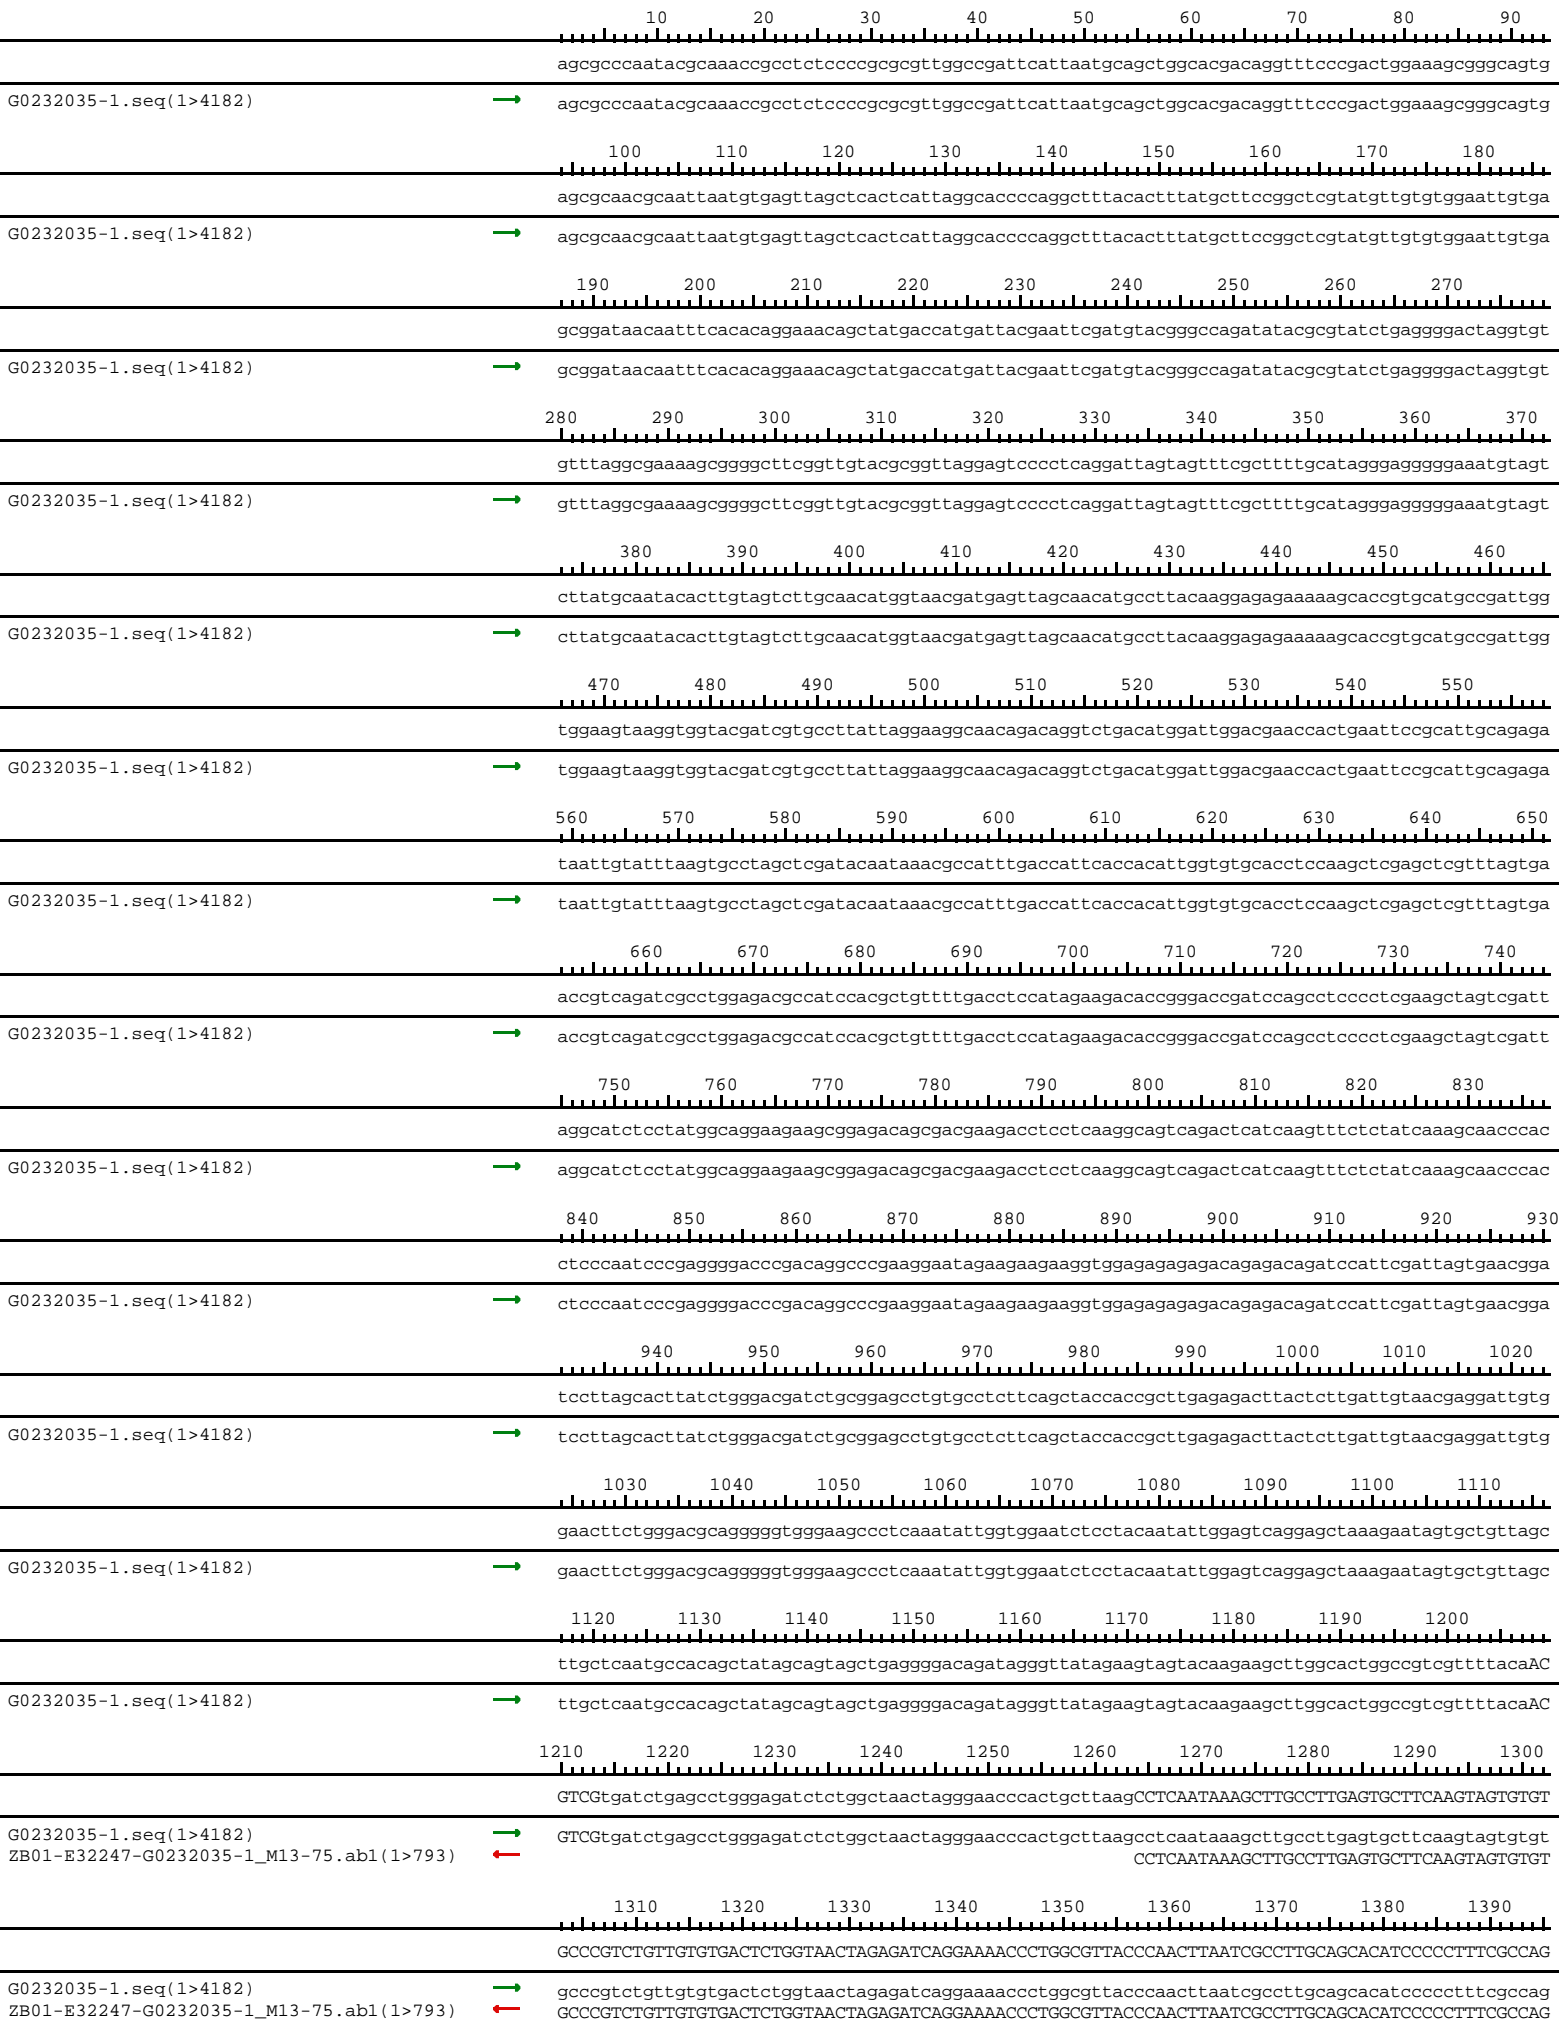 10 20 30 40 50 60 70 80 90
agcgcccaatacgcaaaccgcctctccccgcgcgttggccgattcattaatgcagctggcacgacaggtttcccgactggaaagcgggcagtg
G0232035-1.seq(1>4182) agcgcccaatacgcaaaccgcctctccccgcgcgttggccgattcattaatgcagctggcacgacaggtttcccgactggaaagcgggcagtg
100 110 120 130 140 150 160 170 180
agcgcaacgcaattaatgtgagttagctcactcattaggcaccccaggctttacactttatgcttccggctcgtatgttgtgtggaattgtga
G0232035-1.seq(1>4182) agcgcaacgcaattaatgtgagttagctcactcattaggcaccccaggctttacactttatgcttccggctcgtatgttgtgtggaattgtga
190 200 210 220 230 240 250 260 270
gcggataacaatttcacacaggaaacagctatgaccatgattacgaattcgatgtacgggccagatatacgcgtatctgaggggactaggtgt
G0232035-1.seq(1>4182) gcggataacaatttcacacaggaaacagctatgaccatgattacgaattcgatgtacgggccagatatacgcgtatctgaggggactaggtgt
280 290 300 310 320 330 340 350 360 370
gtttaggcgaaaagcggggcttcggttgtacgcggttaggagtcccctcaggattagtagtttcgcttttgcatagggagggggaaatgtagt
G0232035-1.seq(1>4182) gtttaggcgaaaagcggggcttcggttgtacgcggttaggagtcccctcaggattagtagtttcgcttttgcatagggagggggaaatgtagt
380 390 400 410 420 430 440 450 460
cttatgcaatacacttgtagtcttgcaacatggtaacgatgagttagcaacatgccttacaaggagagaaaaagcaccgtgcatgccgattgg
G0232035-1.seq(1>4182) cttatgcaatacacttgtagtcttgcaacatggtaacgatgagttagcaacatgccttacaaggagagaaaaagcaccgtgcatgccgattgg
470 480 490 500 510 520 530 540 550
tggaagtaaggtggtacgatcgtgccttattaggaaggcaacagacaggtctgacatggattggacgaaccactgaattccgcattgcagaga
G0232035-1.seq(1>4182) tggaagtaaggtggtacgatcgtgccttattaggaaggcaacagacaggtctgacatggattggacgaaccactgaattccgcattgcagaga
560 570 580 590 600 610 620 630 640 650
taattgtatttaagtgcctagctcgatacaataaacgccatttgaccattcaccacattggtgtgcacctccaagctcgagctcgtttagtga
G0232035-1.seq(1>4182) taattgtatttaagtgcctagctcgatacaataaacgccatttgaccattcaccacattggtgtgcacctccaagctcgagctcgtttagtga
660 670 680 690 700 710 720 730 740
accgtcagatcgcctggagacgccatccacgctgttttgacctccatagaagacaccgggaccgatccagcctcccctcgaagctagtcgatt
G0232035-1.seq(1>4182) accgtcagatcgcctggagacgccatccacgctgttttgacctccatagaagacaccgggaccgatccagcctcccctcgaagctagtcgatt
750 760 770 780 790 800 810 820 830
aggcatctcctatggcaggaagaagcggagacagcgacgaagacctcctcaaggcagtcagactcatcaagtttctctatcaaagcaacccac
G0232035-1.seq(1>4182) aggcatctcctatggcaggaagaagcggagacagcgacgaagacctcctcaaggcagtcagactcatcaagtttctctatcaaagcaacccac
840 850 860 870 880 890 900 910 920 930
ctcccaatcccgaggggacccgacaggcccgaaggaatagaagaagaaggtggagagagagacagagacagatccattcgattagtgaacgga
G0232035-1.seq(1>4182) ctcccaatcccgaggggacccgacaggcccgaaggaatagaagaagaaggtggagagagagacagagacagatccattcgattagtgaacgga
940 950 960 970 980 990 1000 1010 1020
tccttagcacttatctgggacgatctgcggagcctgtgcctcttcagctaccaccgcttgagagacttactcttgattgtaacgaggattgtg
G0232035-1.seq(1>4182) tccttagcacttatctgggacgatctgcggagcctgtgcctcttcagctaccaccgcttgagagacttactcttgattgtaacgaggattgtg
1030 1040 1050 1060 1070 1080 1090 1100 1110
gaacttctgggacgcagggggtgggaagccctcaaatattggtggaatctcctacaatattggagtcaggagctaaagaatagtgctgttagc
G0232035-1.seq(1>4182) gaacttctgggacgcagggggtgggaagccctcaaatattggtggaatctcctacaatattggagtcaggagctaaagaatagtgctgttagc
1120 1130 1140 1150 1160 1170 1180 1190 1200
ttgctcaatgccacagctatagcagtagctgaggggacagatagggttatagaagtagtacaagaagcttggcactggccgtcgttttacaAC
G0232035-1.seq(1>4182) ttgctcaatgccacagctatagcagtagctgaggggacagatagggttatagaagtagtacaagaagcttggcactggccgtcgttttacaAC
1210 1220 1230 1240 1250 1260 1270 1280 1290 1300
GTCGtgatctgagcctgggagatctctggctaactagggaacccactgcttaagCCTCAATAAAGCTTGCCTTGAGTGCTTCAAGTAGTGTGT
G0232035-1.seq(1>4182) GTCGtgatctgagcctgggagatctctggctaactagggaacccactgcttaagcctcaataaagcttgccttgagtgcttcaagtagtgtgt
ZB01-E32247-G0232035-1_M13-75.ab1(1>793) CCTCAATAAAGCTTGCCTTGAGTGCTTCAAGTAGTGTGT
1310 1320 1330 1340 1350 1360 1370 1380 1390
GCCCGTCTGTTGTGTGACTCTGGTAACTAGAGATCAGGAAAACCCTGGCGTTACCCAACTTAATCGCCTTGCAGCACATCCCCCTTTCGCCAG
G0232035-1.seq(1>4182) gcccgtctgttgtgtgactctggtaactagagatcaggaaaaccctggcgttacccaacttaatcgccttgcagcacatccccctttcgccag
ZB01-E32247-G0232035-1_M13-75.ab1(1>793) GCCCGTCTGTTGTGTGACTCTGGTAACTAGAGATCAGGAAAACCCTGGCGTTACCCAACTTAATCGCCTTGCAGCACATCCCCCTTTCGCCAG